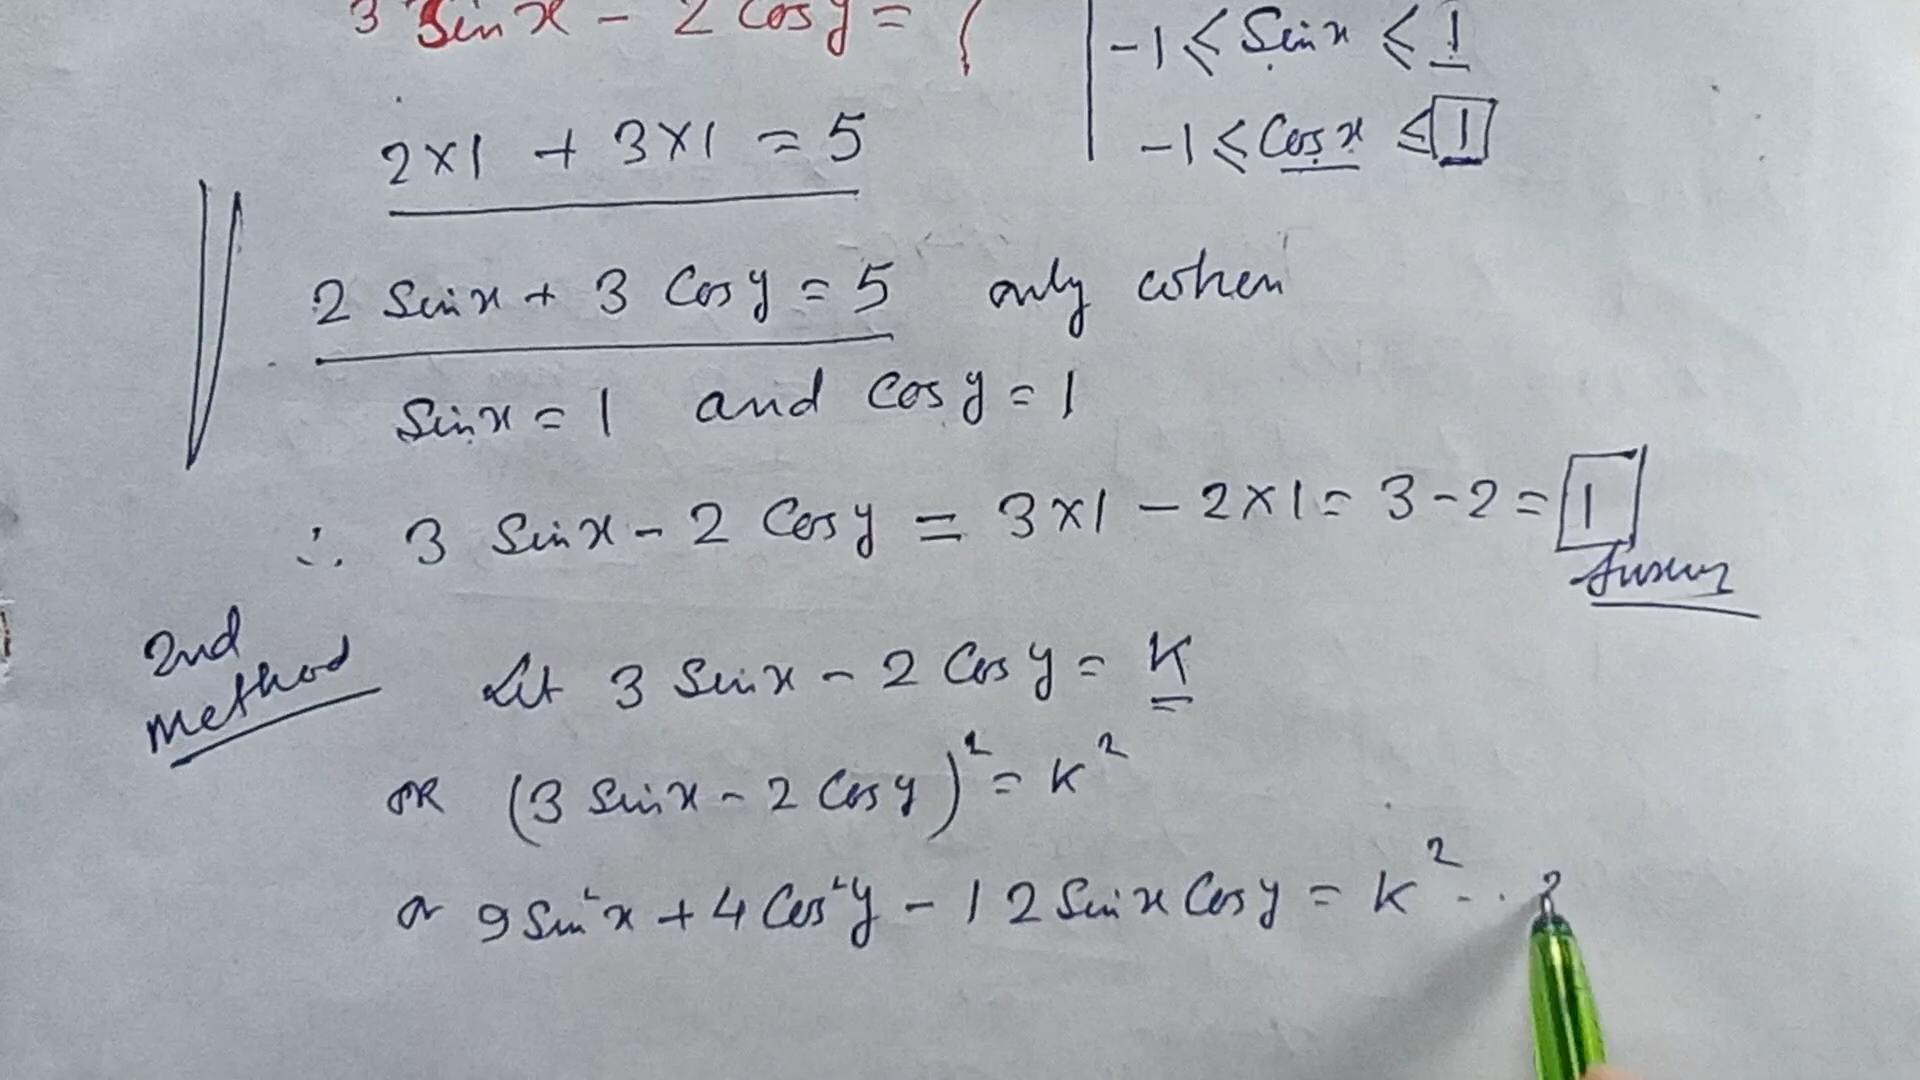 3 Sin x - 2 Cos y = ?
-1 ≤ Sin x ≤ 1
-1 ≤ Cos x ≤ 1
2×1 + 3×1 = 5
2 Sin x + 3 Cos y = 5 only when
Sin x = 1 and Cos y = 1
∴ 3 Sin x - 2 Cos y = 3×1 - 2×1 = 3 - 2 = 1
Answer
2nd Method
Let 3 Sin x - 2 Cos y = K
or (3 Sin x - 2 Cos y)² = K²
or 9 Sin²x + 4 Cos²y - 12 Sin x Cos y = K² - . 2